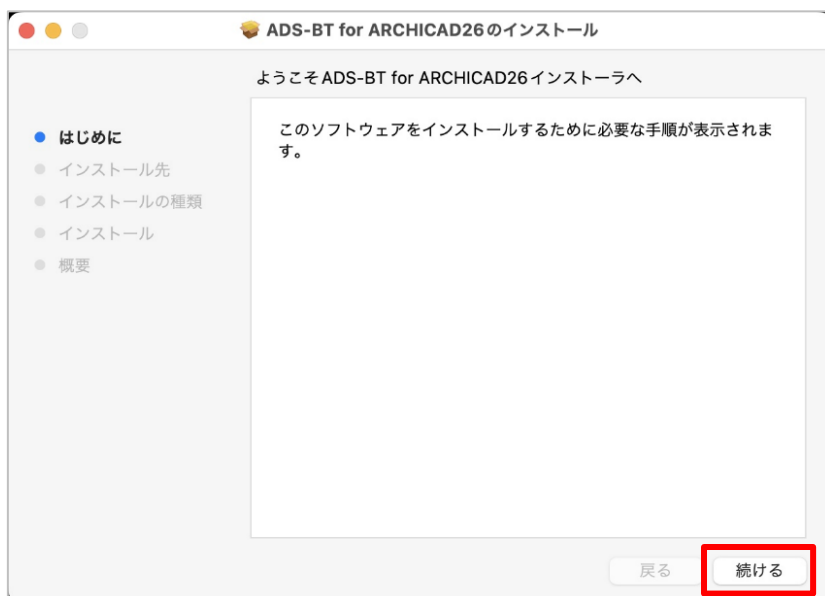 ADS-BT for ARCHICAD26のインストール
ようこそADS-BT for ARCHICAD26インストーラへ
はじめに
インストール先
インストールの種類
インストール
概要
このソフトウェアをインストールするために必要な手順が表示されま
す。
戻る
続ける